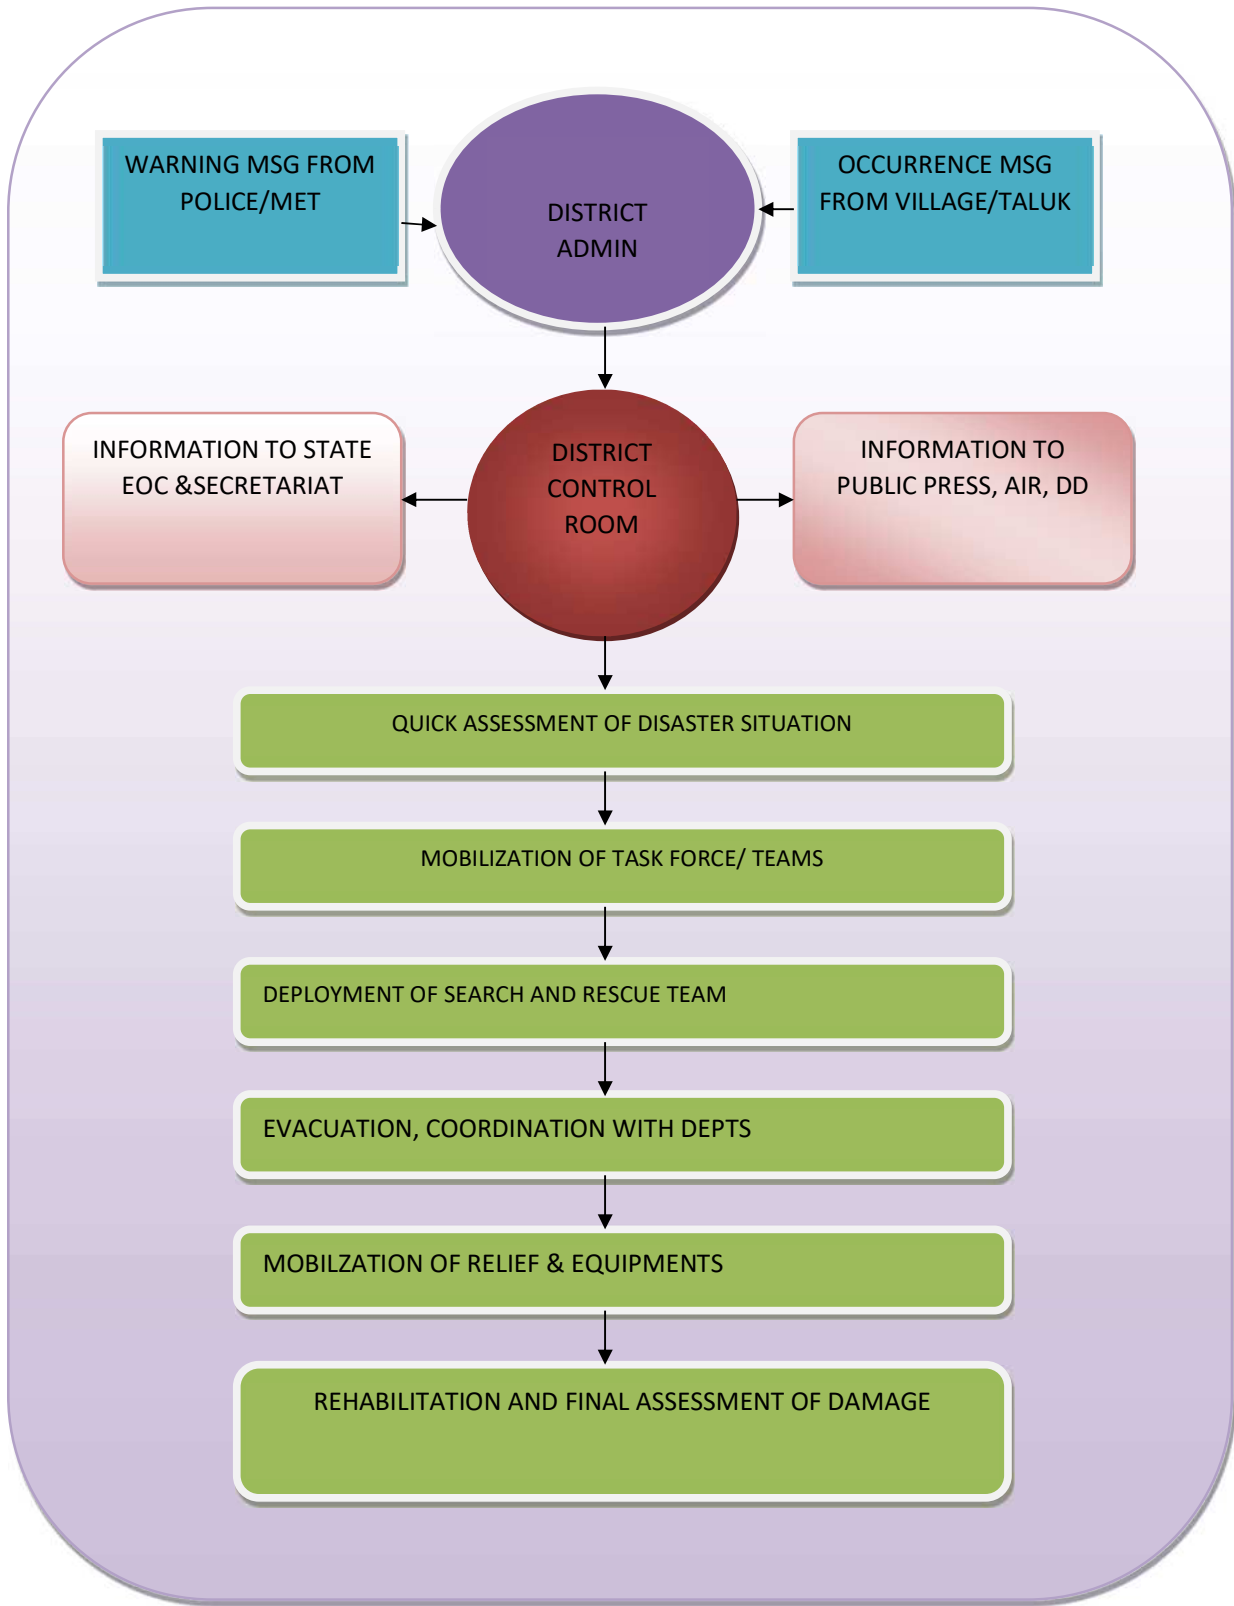 WARNING MSG FROM
POLICE/MET
DISTRICT
ADMIN
OCCURRENCE MSG
FROM VILLAGE/TALUK
INFORMATION TO STATE
EOC &SECRETARIAT
DISTRICT
CONTROL
ROOM
INFORMATION TO
PUBLIC PRESS, AIR, DD
QUICK ASSESSMENT OF DISASTER SITUATION
MOBILIZATION OF TASK FORCE/ TEAMS
DEPLOYMENT OF SEARCH AND RESCUE TEAM
EVACUATION, COORDINATION WITH DEPTS
MOBILZATION OF RELIEF & EQUIPMENTS
REHABILITATION AND FINAL ASSESSMENT OF DAMAGE